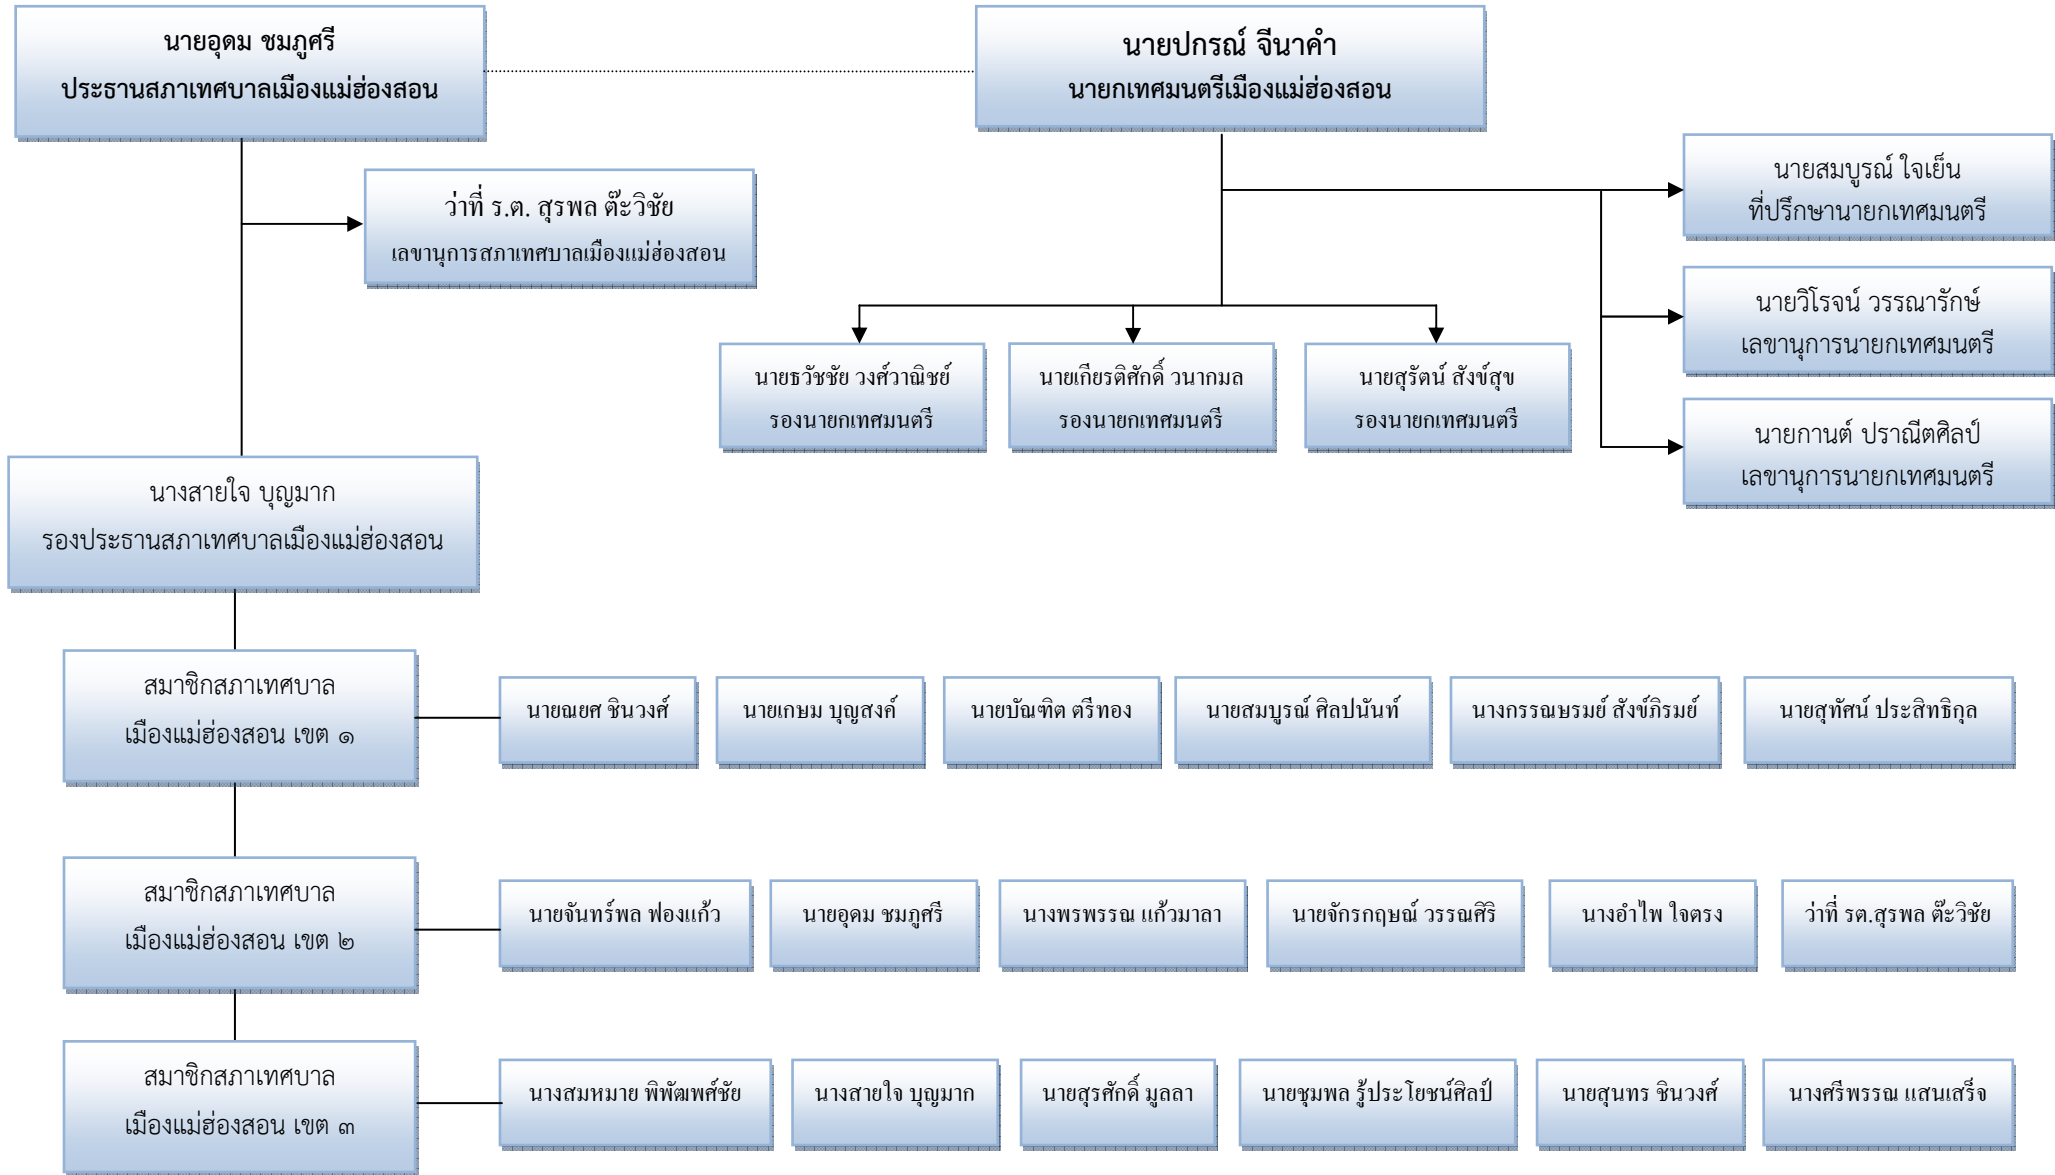 นายอุดม ชมภูศรี
ประธานสภาเทศบาลเมืองแม่ฮ่องสอน
นายปกรณ์ จีนาคำ
นายกเทศมนตรีเมืองแม่ฮ่องสอน
ว่าที่ ร.ต. สุรพล ต๊ะวิชัย
เลขานุการสภาเทศบาลเมืองแม่ฮ่องสอน
นายสมบูรณ์ ใจเย็น
ที่ปรึกษานายกเทศมนตรี
นายวิโรจน์ วรรณารักษ์
เลขานุการนายกเทศมนตรี
นายกานต์ ปราณีตศิลป์
เลขานุการนายกเทศมนตรี
นายธวัชชัย วงศ์วาณิชย์
รองนายกเทศมนตรี
นายเกียรติศักดิ์ วนากมล
รองนายกเทศมนตรี
นายสุรัตน์ สังข์สุข
รองนายกเทศมนตรี
นางสายใจ บุญมาก
รองประธานสภาเทศบาลเมืองแม่ฮ่องสอน
สมาชิกสภาเทศบาล
เมืองแม่ฮ่องสอน เขต ๑
นายณยศ ชินวงศ์
นายเกษม บุญสงค์
นายบัณฑิต ตรีทอง
นายสมบูรณ์ ศิลปนันท์
นางกรรณษรมย์ สังข์ภิรมย์
นายสุทัศน์ ประสิทธิกุล
สมาชิกสภาเทศบาล
เมืองแม่ฮ่องสอน เขต ๒
นายจันทร์พล ฟองแก้ว
นายอุดม ชมภูศรี
นางพรพรรณ แก้วมาลา
นายจักรกฤษณ์ วรรณศิริ
นางอำไพ ใจตรง
ว่าที่ รต.สุรพล ต๊ะวิชัย
สมาชิกสภาเทศบาล
เมืองแม่ฮ่องสอน เขต ๓
นางสมหมาย พิพัฒพศ์ชัย
นางสายใจ บุญมาก
นายสุรศักดิ์ มูลลา
นายชุมพล รู้ประโยชน์ศิลป์
นายสุนทร ชินวงศ์
นางศรีพรรณ แสนเสร็จ